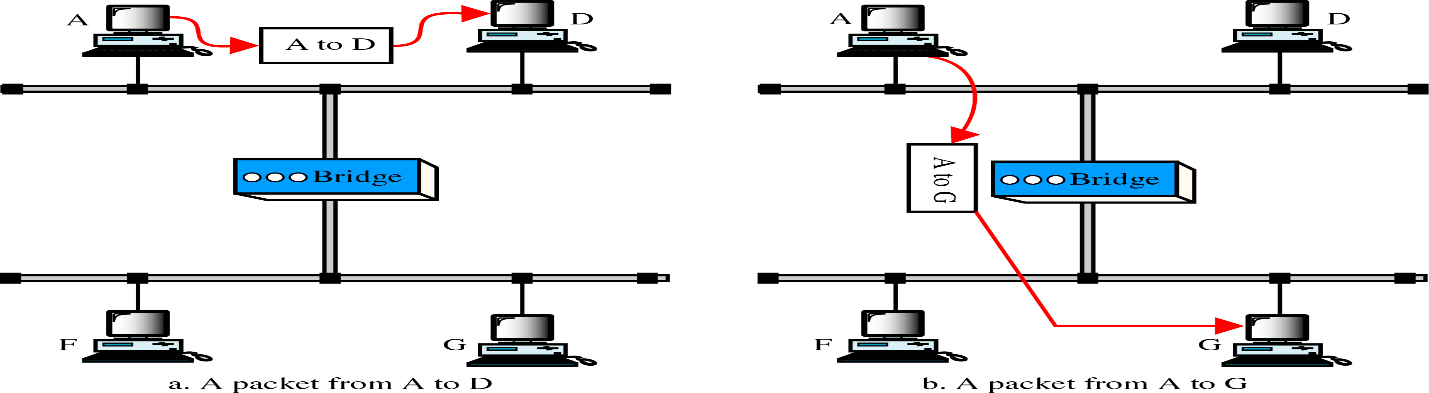 A
A to D
D
Bridge
F
G
a. A packet from A to D
A
D
A to G
Bridge
F
G
b. A packet from A to G